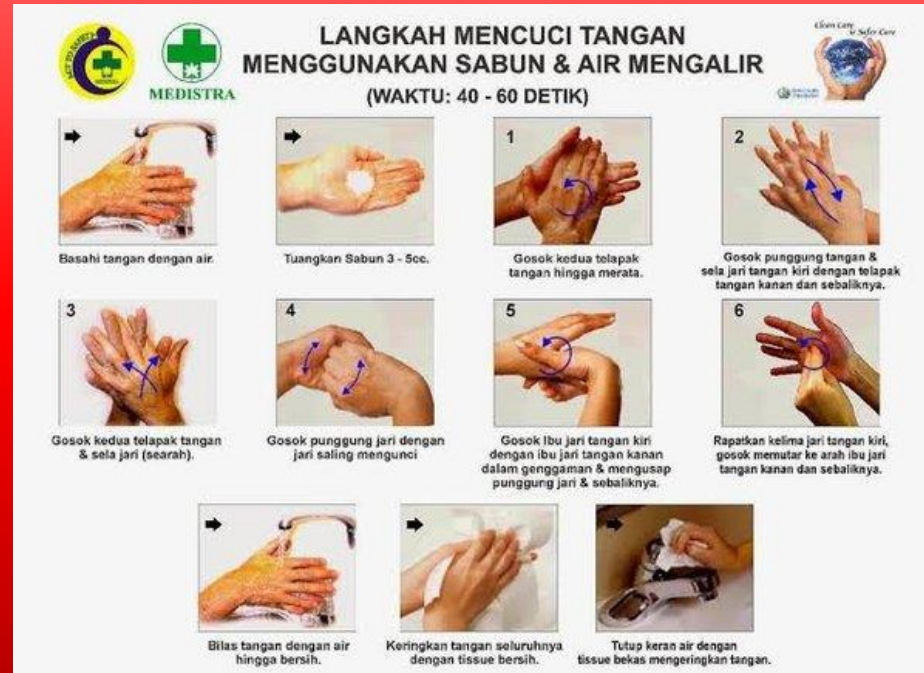 LANGKAH MENCUCI TANGAN
MENGGUNAKAN SABUN & AIR MENGALIR
(WAKTU: 40 - 60 DETIK)
MEDISTRA
Clean Care
is Safer Care
Basahi tangan dengan air.
Tuangkan Sabun 3 - 5cc.
1
Gosok kedua telapak
tangan hingga merata.
2
Gosok punggung tangan &
sela jari tangan kiri dengan telapak
tangan kanan dan sebaliknya.
3
Gosok kedua telapak tangan
& sela jari (searah).
4
Gosok punggung jari dengan
jari saling mengunci
5
Gosok Ibu jari tangan kiri
dengan ibu jari tangan kanan
dalam genggaman & mengusap
punggung jari & sebaliknya.
6
Rapatkan kelima jari tangan kiri,
gosok memutar ke arah ibu jari
tangan kanan dan sebaliknya.
Bilas tangan dengan air
hingga bersih.
Keringkan tangan seluruhnya
dengan tissue bersih.
Tutup keran air dengan
tissue bekas mengeringkan tangan.